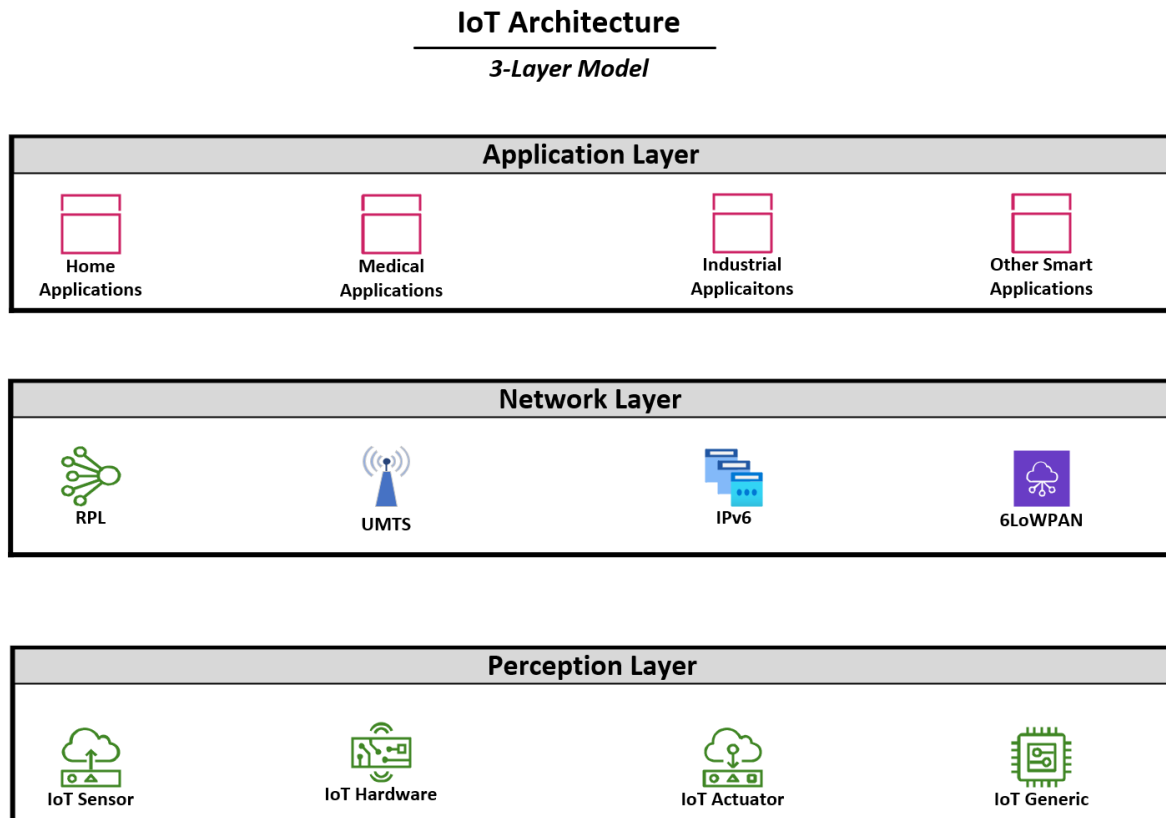 IoT Architecture
3-Layer Model
Application Layer
Home
Applications
Medical
Applications
Industrial
Applicaitons
Other Smart
Applications
Network Layer
RPL
UMTS
IPv6
6LoWPAN
Perception Layer
IoT Sensor
IoT Hardware
IoT Actuator
IoT Generic